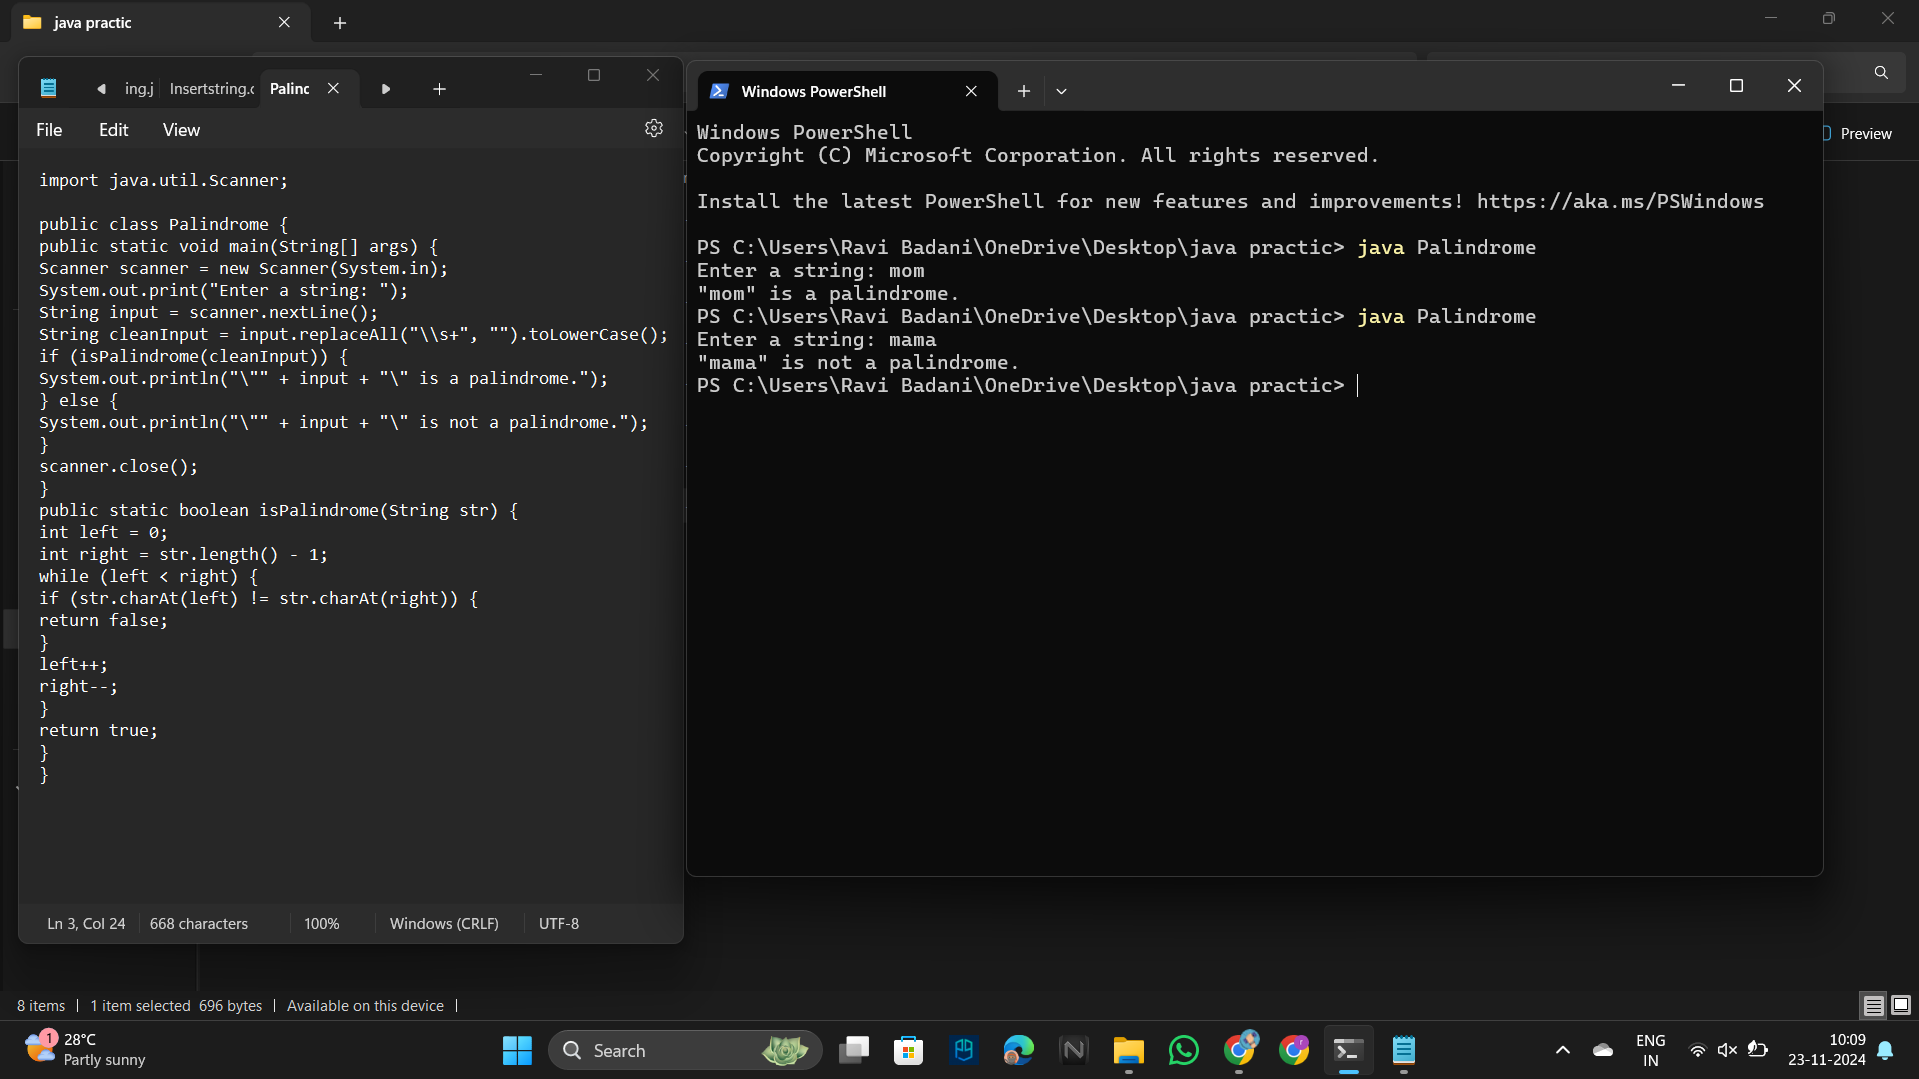 java practic
ing.j
Insertstring.c
Palinc
File Edit View
import java.util.Scanner;
public class Palindrome {
public static void main(String[] args) {
Scanner scanner = new Scanner(System.in);
System.out.print("Enter a string: ");
String input = scanner.nextLine();
String cleanInput = input.replaceAll("\\s+", "").toLowerCase();
if (isPalindrome(cleanInput)) {
System.out.println("\"" + input + "\" is a palindrome.");
} else {
System.out.println("\"" + input + "\" is not a palindrome.");
}
scanner.close();
}
public static boolean isPalindrome(String str) {
int left = 0;
int right = str.length() - 1;
while (left < right) {
if (str.charAt(left) != str.charAt(right)) {
return false;
}
left++;
right--;
}
return true;
}
}
Ln 3, Col 24 668 characters 100% Windows (CRLF) UTF-8
Windows PowerShell
Windows PowerShell
Copyright (C) Microsoft Corporation. All rights reserved.
Install the latest PowerShell for new features and improvements! https://aka.ms/PSWindows
PS C:\Users\Ravi Badani\OneDrive\Desktop\java practic> java Palindrome
Enter a string: mom
"mom" is a palindrome.
PS C:\Users\Ravi Badani\OneDrive\Desktop\java practic> java Palindrome
Enter a string: mama
"mama" is not a palindrome.
PS C:\Users\Ravi Badani\OneDrive\Desktop\java practic>
Preview
8 items | 1 item selected 696 bytes | Available on this device |
1
28°C
Partly sunny
Search
ENG
IN
10:09
23-11-2024